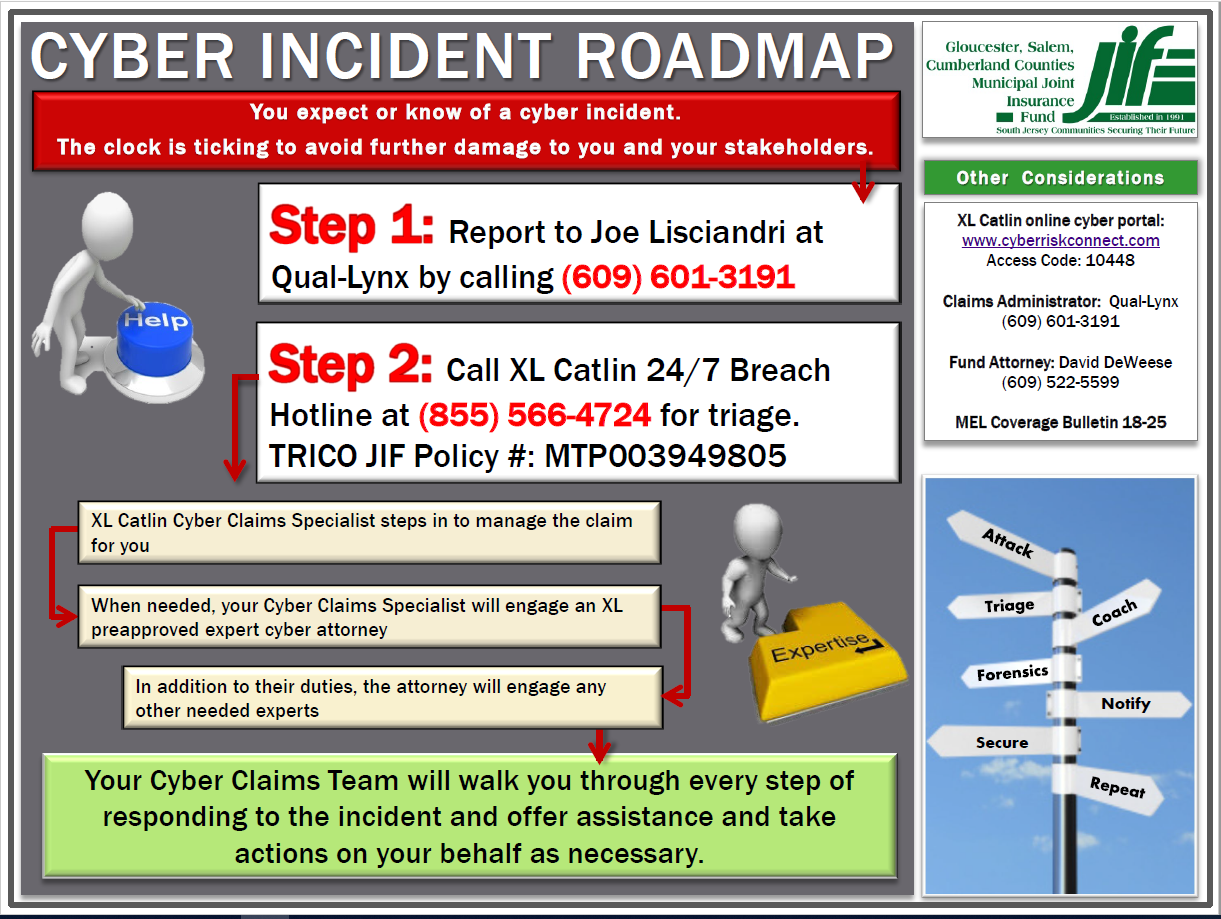 CYBER INCIDENT ROADMAP
You expect or know of a cyber incident.
The clock is ticking to avoid further damage to you and your stakeholders.
Help
Step 1: Report to Joe Lisciandri at
Qual-Lynx by calling (609) 601-3191
Step 2: Call XL Catlin 24/7 Breach
Hotline at (855) 566-4724 for triage.
TRICO JIF Policy #: MTP003949805
XL Catlin Cyber Claims Specialist steps in to manage the claim
for you
When needed, your Cyber Claims Specialist will engage an XL
preapproved expert cyber attorney
In addition to their duties, the attorney will engage any
other needed experts
Expertise
Your Cyber Claims Team will walk you through every step of
responding to the incident and offer assistance and take
actions on your behalf as necessary.
Gloucester, Salem,
Cumberland Counties
Municipal Joint
Insurance
Fund
jif
Established in 1991
South Jersey Communities Securing Their Future
Other Considerations
XL Catlin online cyber portal:
www.cyberriskconnect.com
Access Code: 10448
Claims Administrator: Qual-Lynx
(609) 601-3191
Fund Attorney: David DeWeese
(609) 522-5599
MEL Coverage Bulletin 18-25
Attack
Triage
Coach
Forensics
Notify
Secure
Repeat